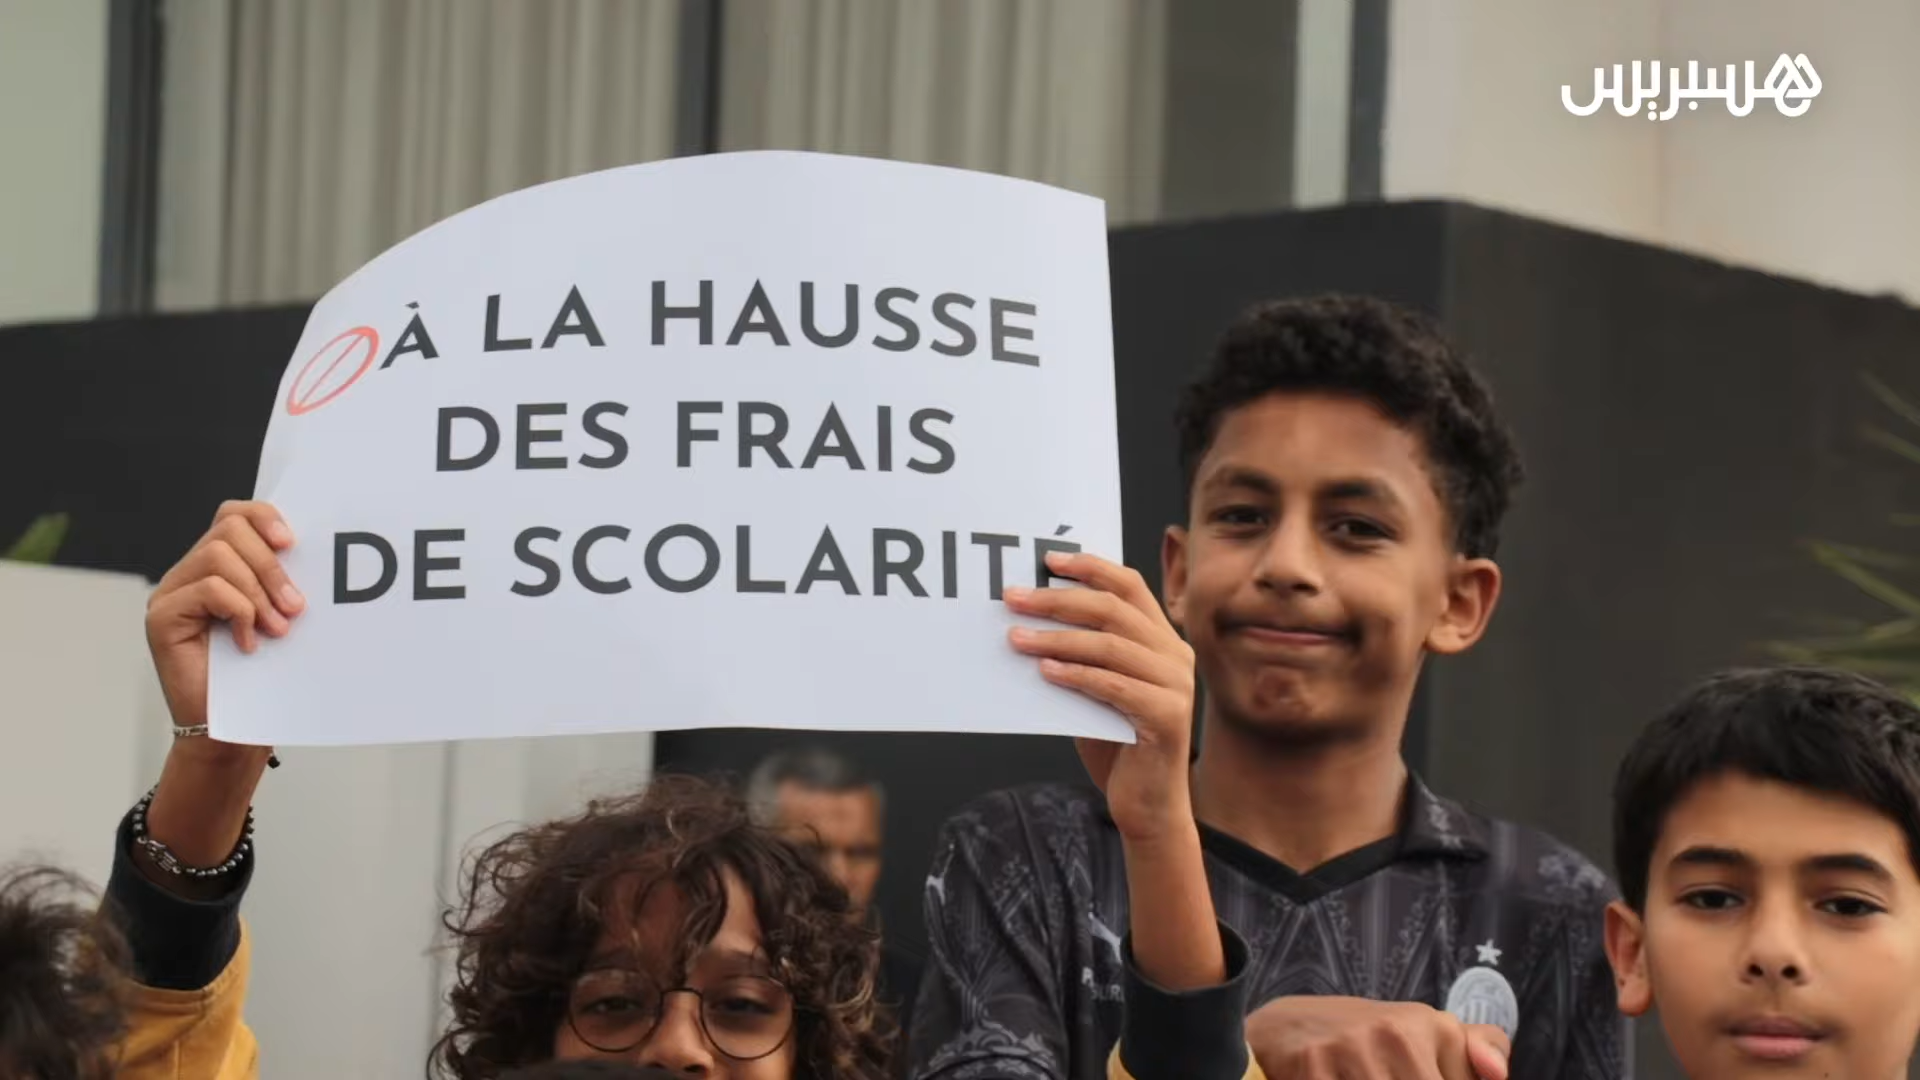 هسبريس
À LA HAUSSE
DES FRAIS
DE SCOLARITÉ